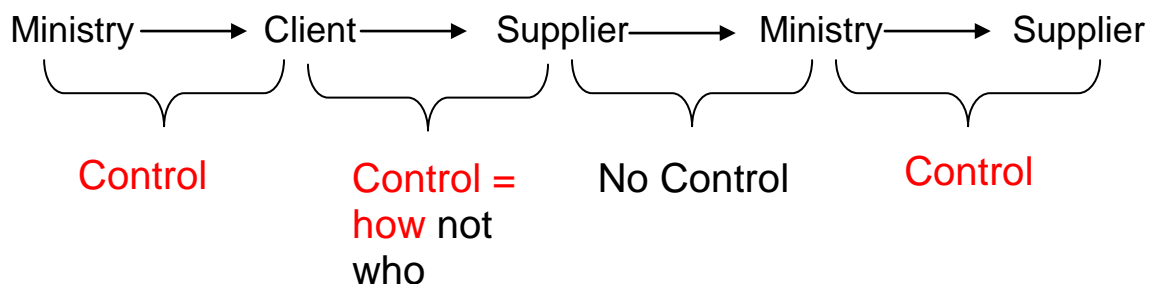 Ministry Client Supplier Ministry Supplier
Control
Control =
how not
who
No Control
Control